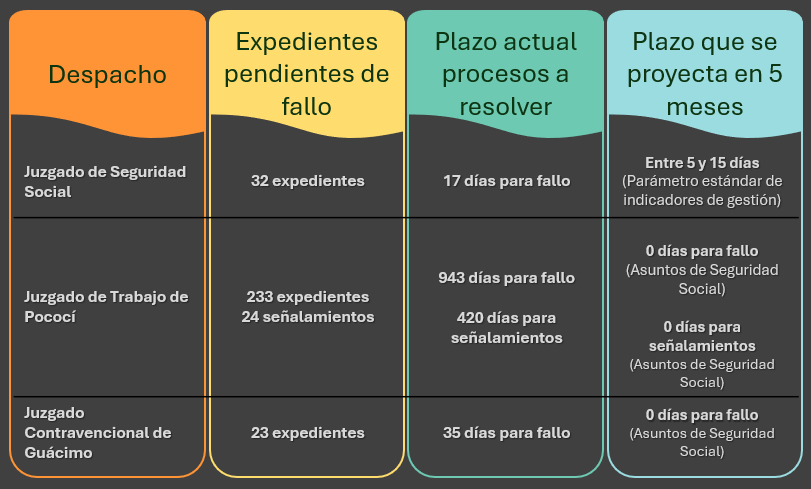 Despacho
Expedientes
pendientes de
fallo
Plazo actual
procesos a
resolver
Plazo que se
proyecta en 5
meses
Juzgado de Seguridad
Social
32 expedientes
17 días para fallo
Entre 5 y 15 días
(Parámetro estándar de
indicadores de gestión)
Juzgado de Trabajo de
Pococí
233 expedientes
24 señalamientos
943 días para fallo
420 días para
señalamientos
0 días para fallo
(Asuntos de Seguridad
Social)
0 días para
señalamientos
(Asuntos de Seguridad
Social)
Juzgado
Contravencional de
Guácimo
23 expedientes
35 días para fallo
0 días para fallo
(Asuntos de Seguridad
Social)